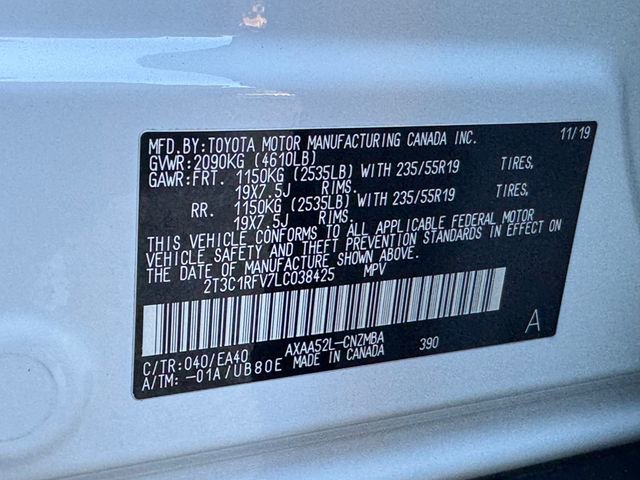 MFD.BY:TOYOTA MOTOR MANUFACTURING CANADA INC. 11/19
GVWR:2090KG (4610LB)
GAWR:FRT. 1150KG (2535LB) WITH 235/55R19 TIRES,
19X7.5J RIMS.
RR. 1150KG (2535LB) WITH 235/55R19 TIRES,
19X7.5J RIMS.
THIS VEHICLE CONFORMS TO ALL APPLICABLE FEDERAL MOTOR
VEHICLE SAFETY AND THEFT PREVENTION STANDARDS IN EFFECT ON
THE DATE OF MANUFACTURE SHOWN ABOVE.
2T3C1RFV7LC038425 MPV
A
C/TR:040/EA40 AXAA52L-CNZMBA 390
A/TM:-01A/UB80E MADE IN CANADA